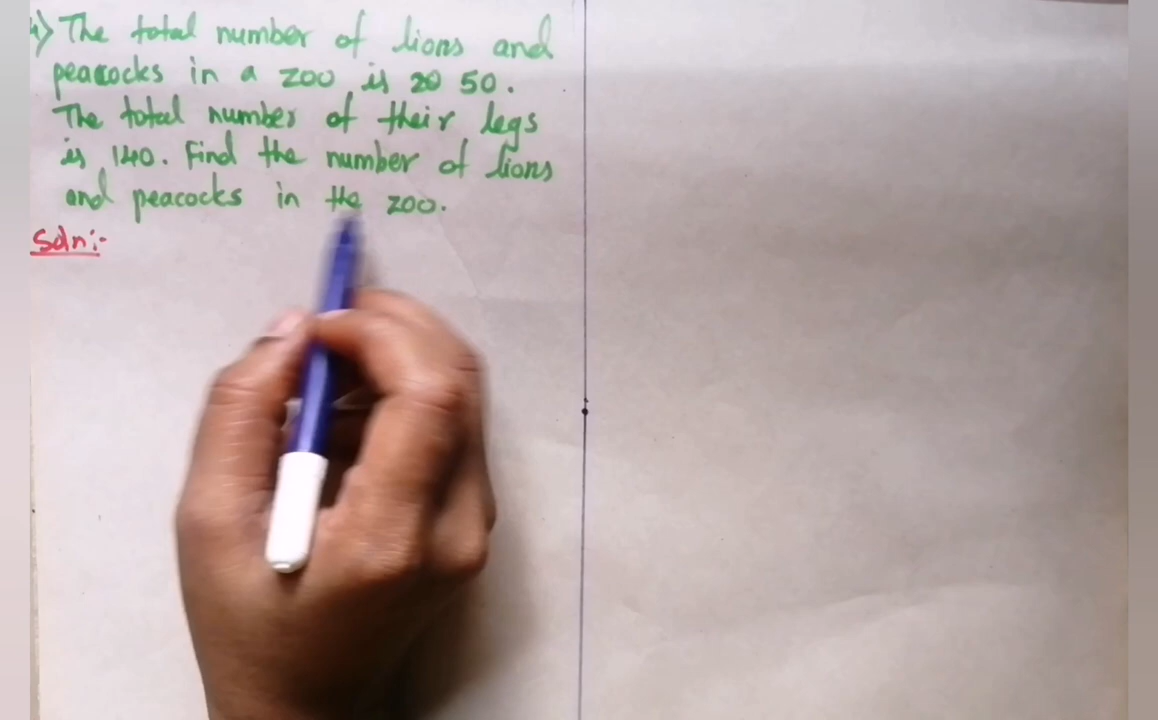 4) The total number of lions and
peacocks in a zoo is 20 50.
The total number of their legs
is 140. Find the number of lions
and peacocks in the zoo.
Soln:-